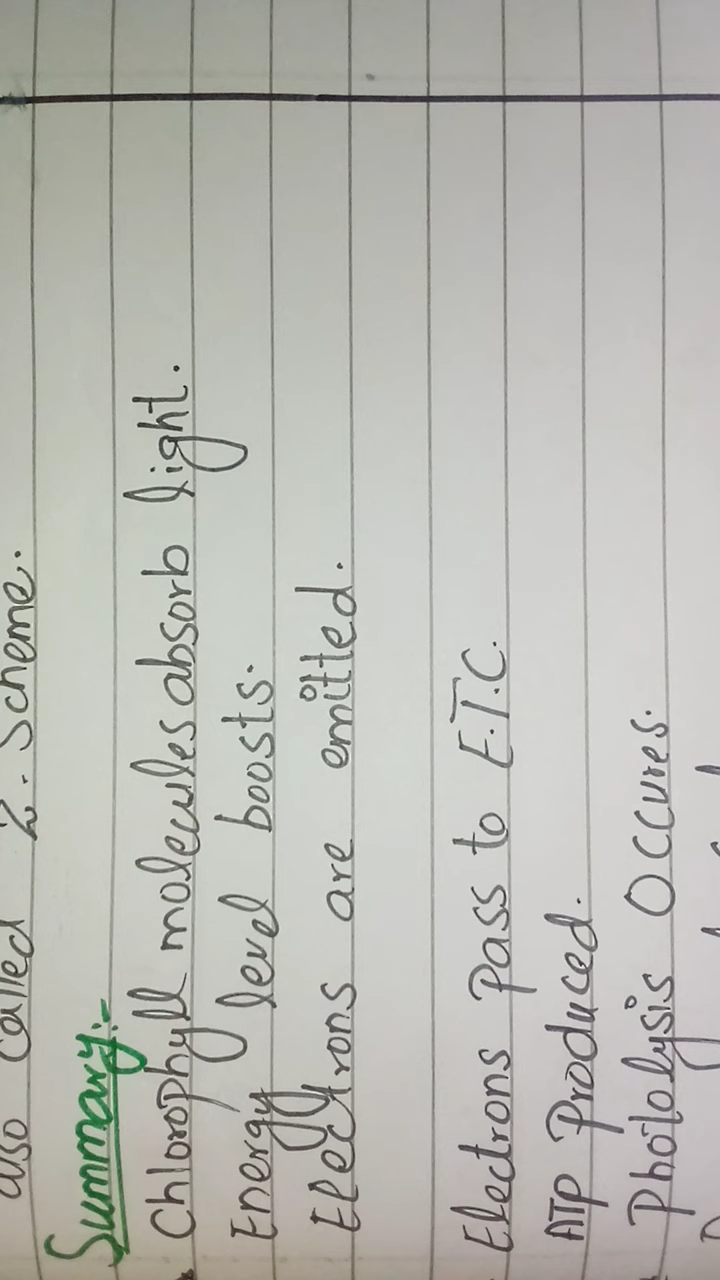 also called Z. Scheme.
Summary:-
Chlorophyll molecules absorb light.
Energy level boosts.
Electrons are emitted.
Electrons pass to E.T.C.
ATP Produced.
Photolysis Occures.